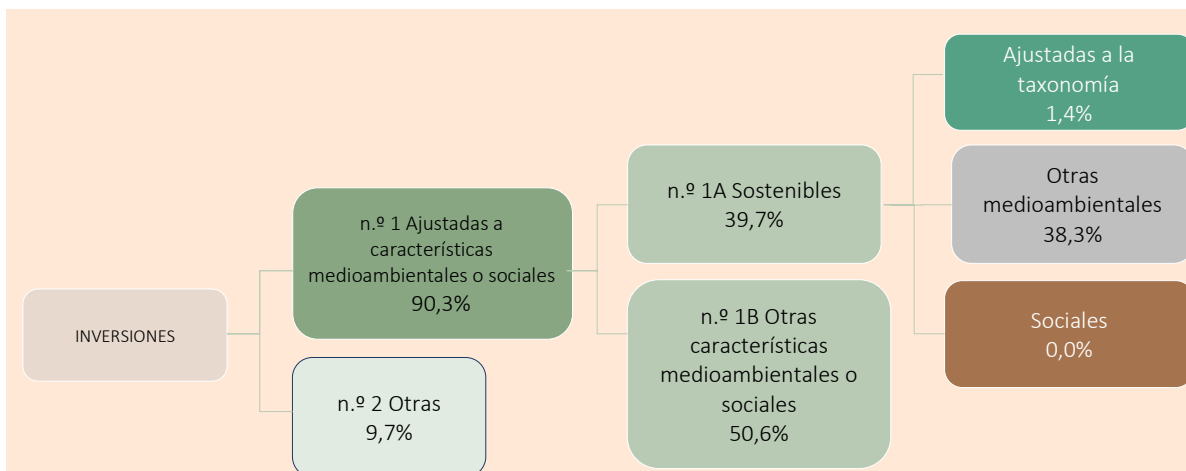 INVERSIONES
n.º 1 Ajustadas a
características
medioambientales o sociales
90,3%
n.º 2 Otras
9,7%
n.º 1A Sostenibles
39,7%
n.º 1B Otras
características
medioambientales o
sociales
50,6%
Ajustadas a la
taxonomía
1,4%
Otras
medioambientales
38,3%
Sociales
0,0%